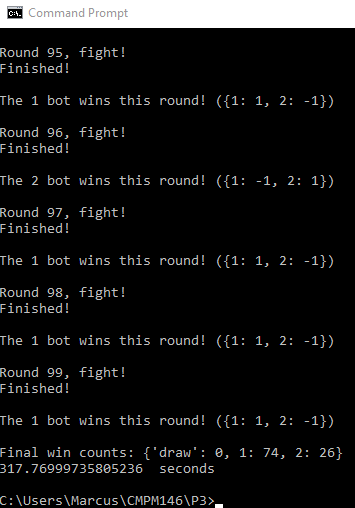 Command Prompt
Round 95, fight!
Finished!
The 1 bot wins this round! ({1: 1, 2: -1})
Round 96, fight!
Finished!
The 2 bot wins this round! ({1: -1, 2: 1})
Round 97, fight!
Finished!
The 1 bot wins this round! ({1: 1, 2: -1})
Round 98, fight!
Finished!
The 1 bot wins this round! ({1: 1, 2: -1})
Round 99, fight!
Finished!
The 1 bot wins this round! ({1: 1, 2: -1})
Final win counts: {'draw': 0, 1: 74, 2: 26}
317.76999735805236  seconds
C:\Users\Marcus\CMPM146\P3>